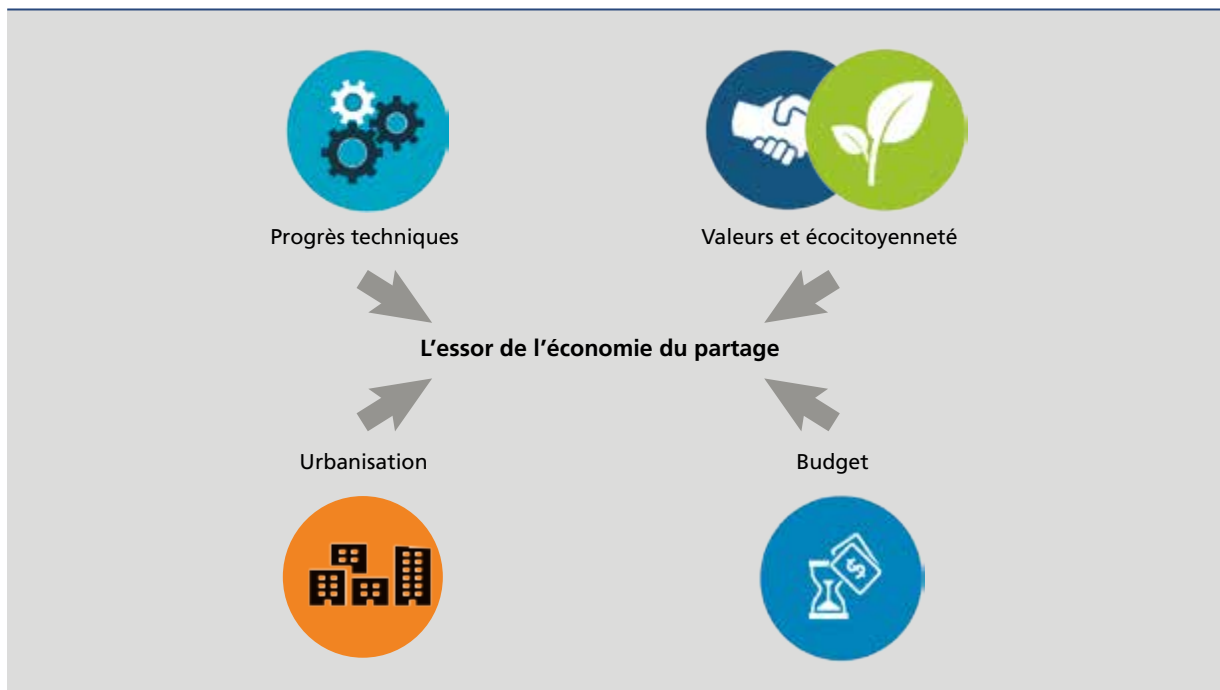 Progrès techniques
Valeurs et écocitoyenneté
L'essor de l'économie du partage
Urbanisation
Budget
$